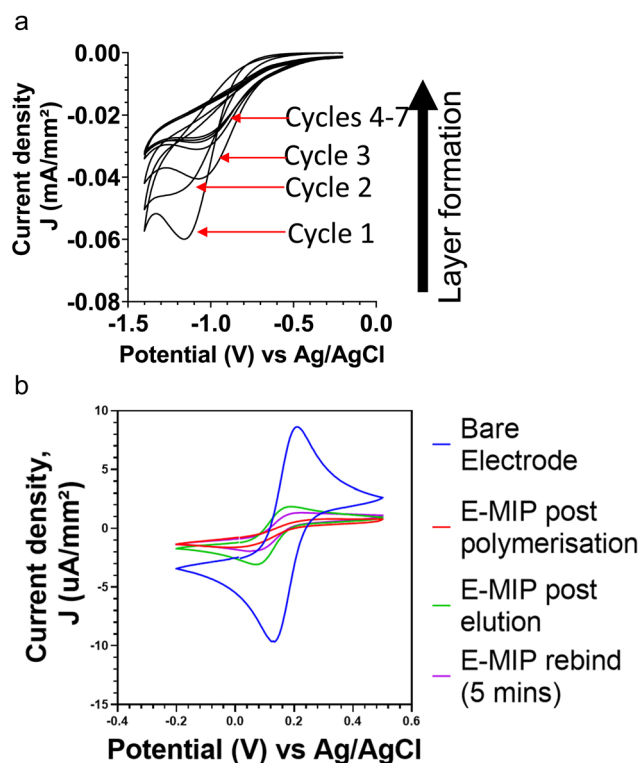 a
0.00
-0.02
-0.04
-0.06
-0.08
Current density
J (mA/mm²)
Cycles 4-7
Cycle 3
Cycle 2
Cycle 1
Layer formation
-1.5
-1.0
-0.5
0.0
Potential (V) vs Ag/AgCl
b
10
5
0
-5
-10
-15
Current density,
J (uA/mm²)
-0.4
-0.2
0.0
0.2
0.4
0.6
Potential (V) vs Ag/AgCl
Bare
Electrode
E-MIP post
polymerisation
E-MIP post
elution
E-MIP rebind
(5 mins)